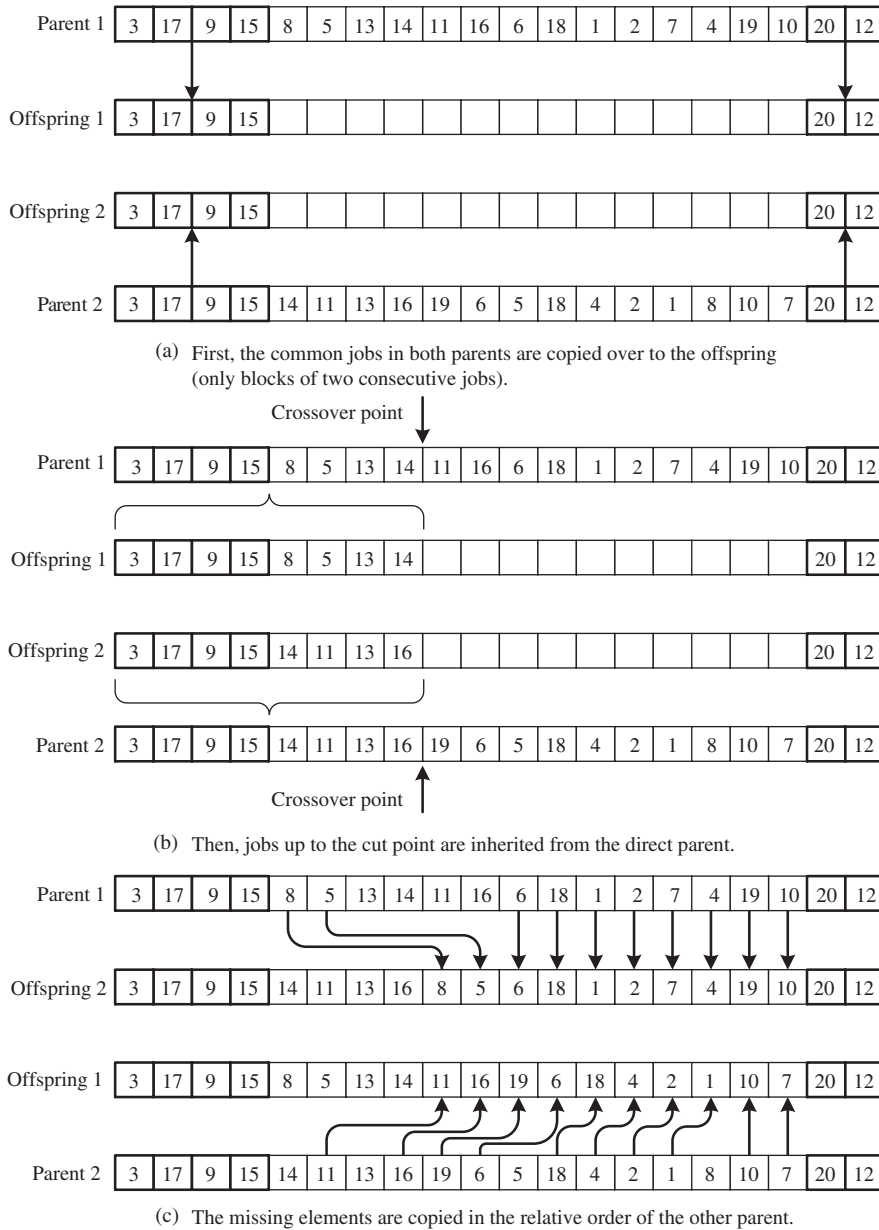 Parent 1 3 17 9 15 8 5 13 14 11 16 6 18 1 2 7 4 19 10 20 12
Offspring 1 3 17 9 15 20 12
Offspring 2 3 17 9 15 20 12
Parent 2 3 17 9 15 14 11 13 16 19 6 5 18 4 2 1 8 10 7 20 12
(a) First, the common jobs in both parents are copied over to the offspring
(only blocks of two consecutive jobs).
Crossover point
Parent 1 3 17 9 15 8 5 13 14 11 16 6 18 1 2 7 4 19 10 20 12
Offspring 1 3 17 9 15 8 5 13 14 20 12
Offspring 2 3 17 9 15 14 11 13 16 20 12
Parent 2 3 17 9 15 14 11 13 16 19 6 5 18 4 2 1 8 10 7 20 12
Crossover point
(b) Then, jobs up to the cut point are inherited from the direct parent.
Parent 1 3 17 9 15 8 5 13 14 11 16 6 18 1 2 7 4 19 10 20 12
Offspring 2 3 17 9 15 14 11 13 16 8 5 6 18 1 2 7 4 19 10 20 12
Offspring 1 3 17 9 15 8 5 13 14 11 16 19 6 18 4 2 1 10 7 20 12
Parent 2 3 17 9 15 14 11 13 16 19 6 5 18 4 2 1 8 10 7 20 12
(c) The missing elements are copied in the relative order of the other parent.